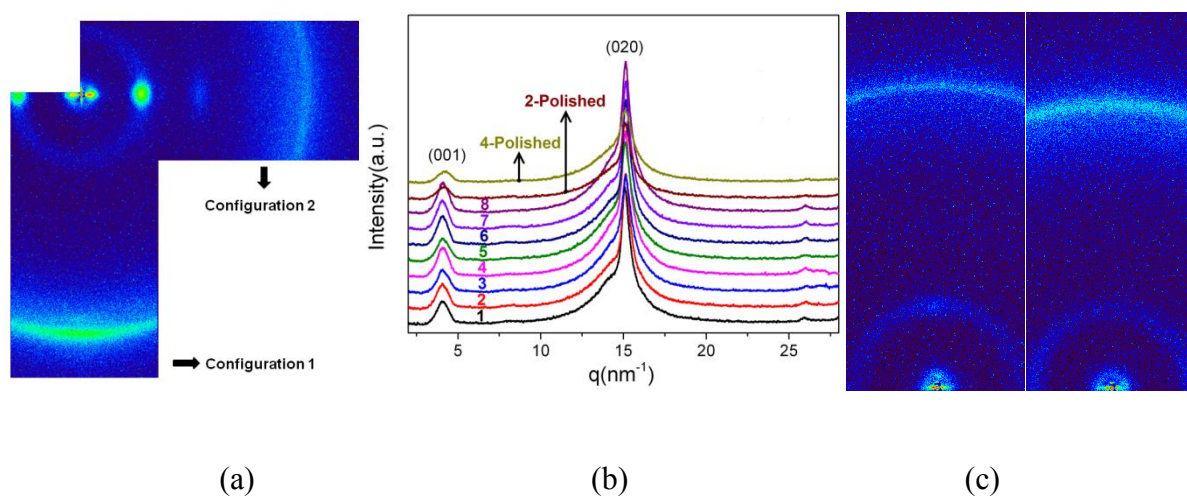 Configuration 2
Configuration 1
(a)
Intensity(a.u.)
(001)
(020)
2-Polished
4-Polished
8
7
6
5
4
3
2
1
5 10 15 20 25
q(nm⁻¹)
(b)
(c)